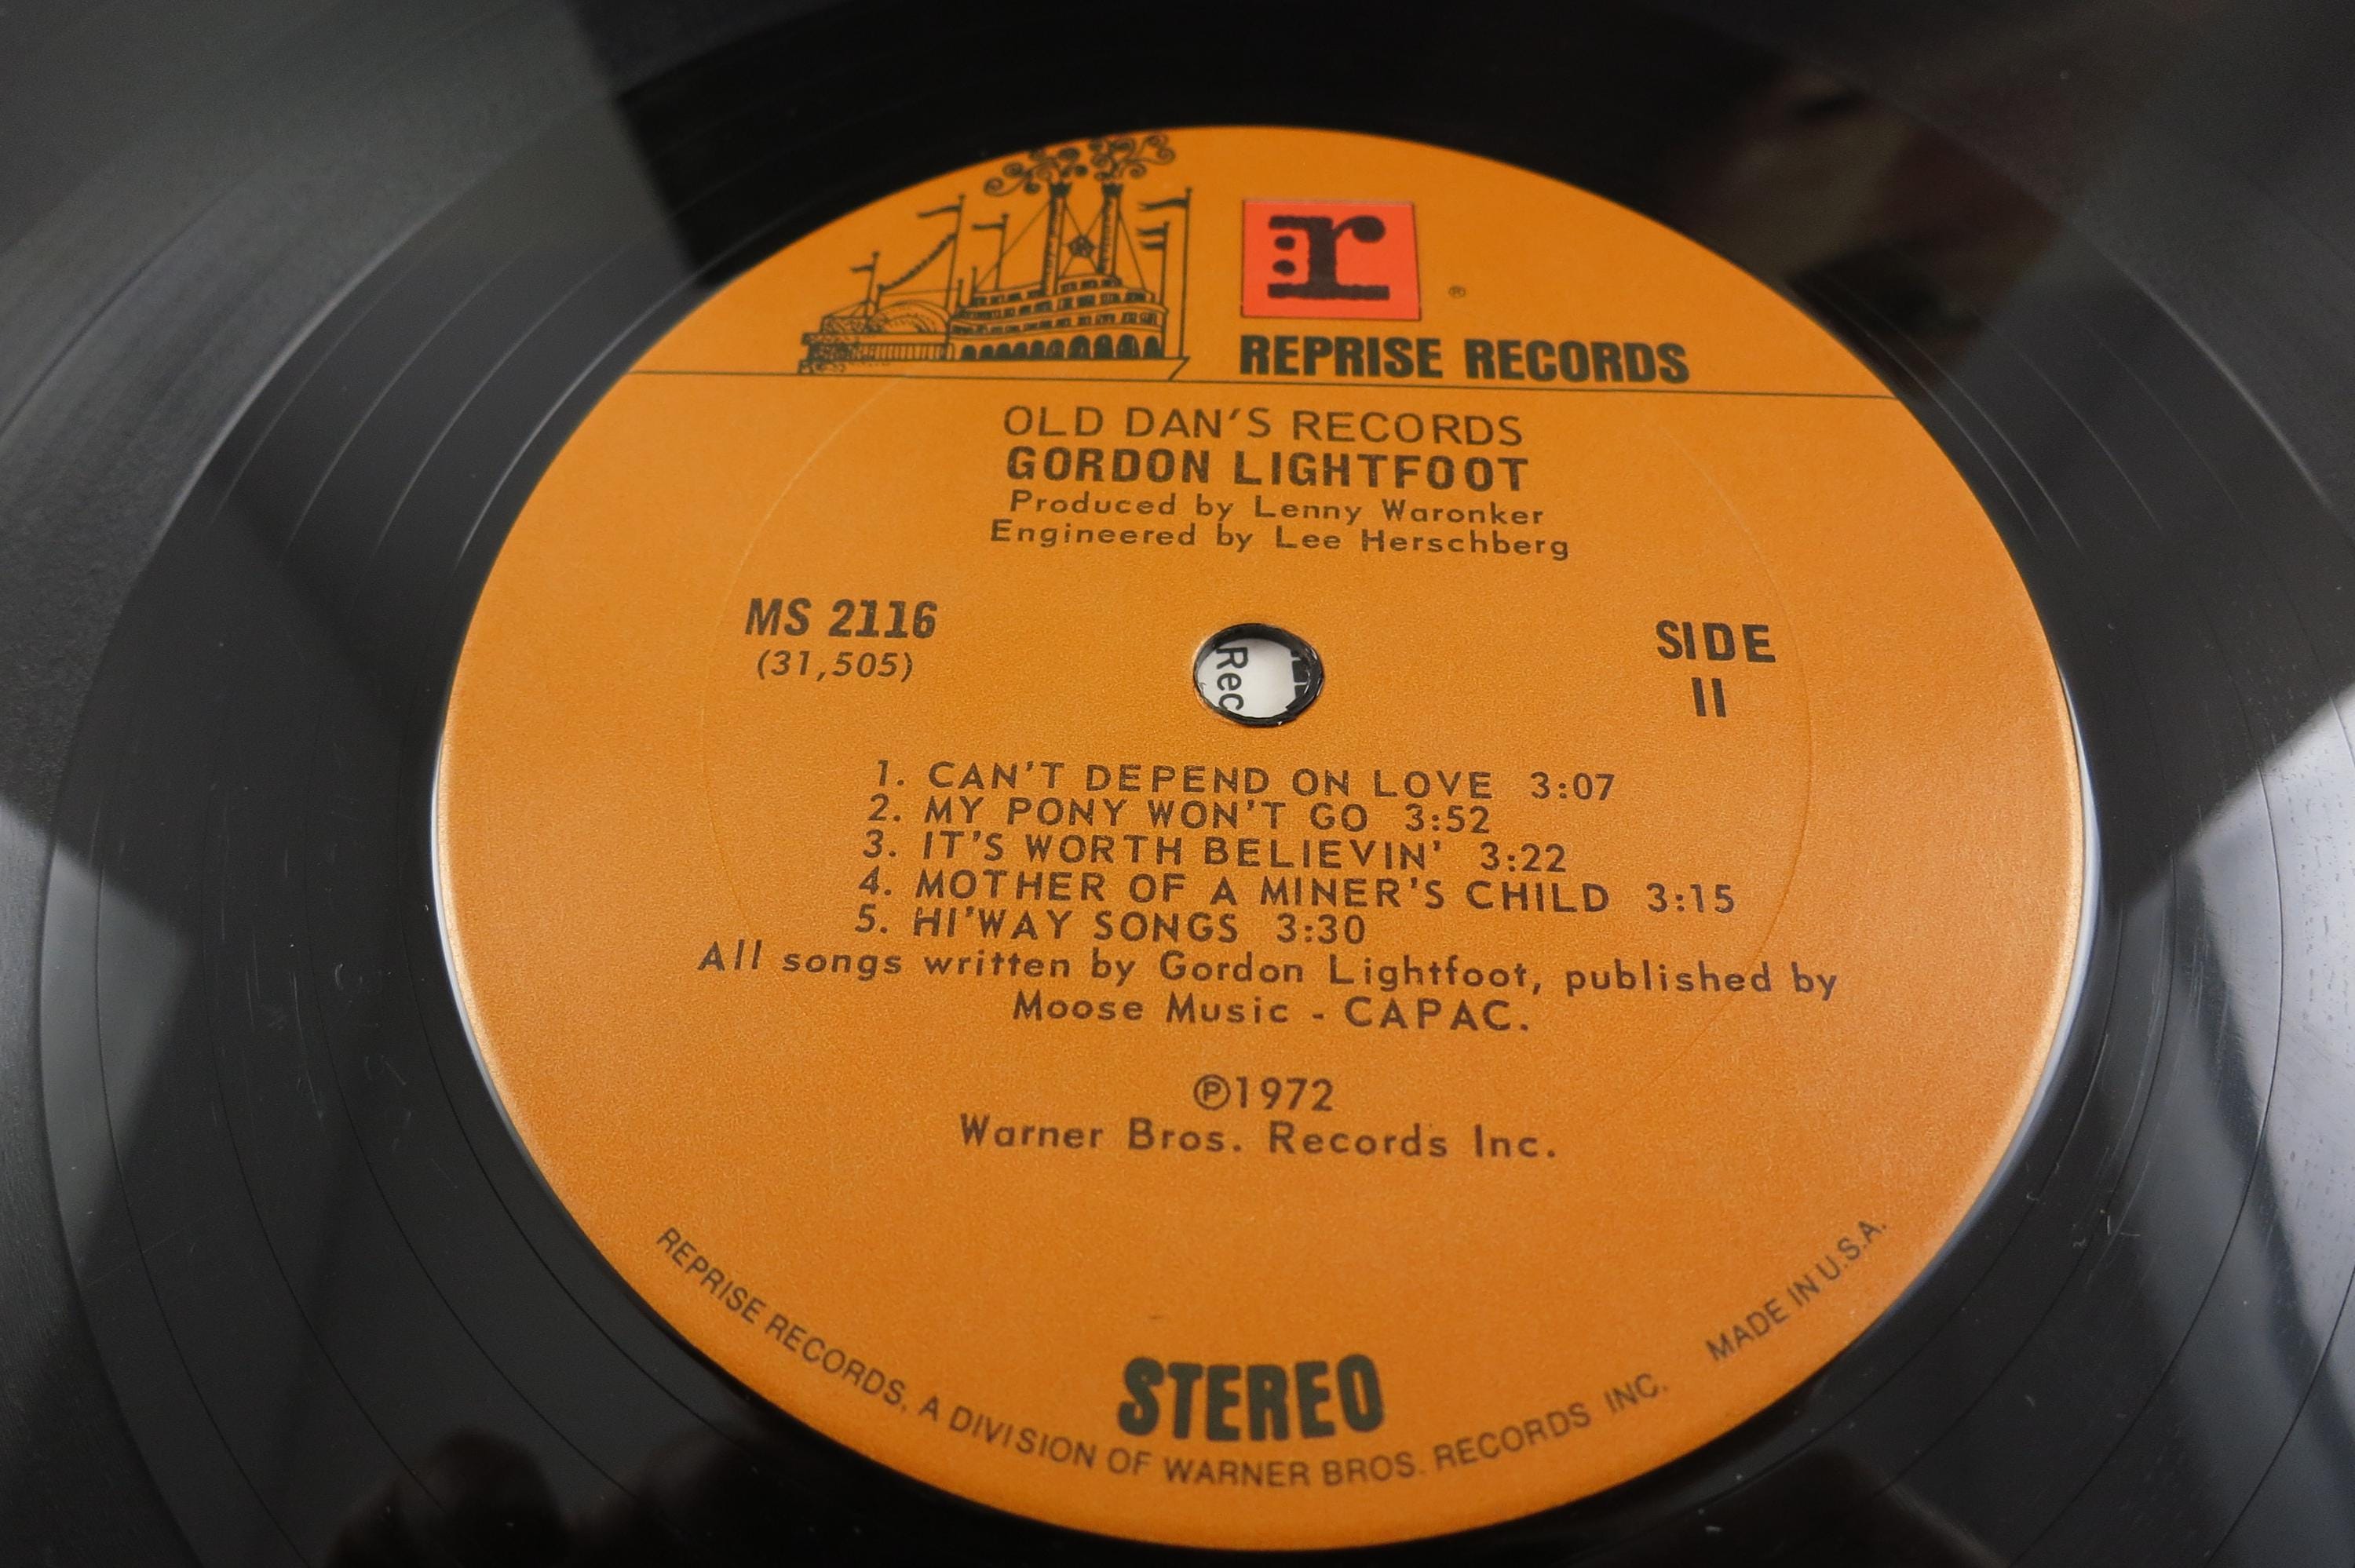 r
®
REPRISE RECORDS
OLD DAN'S RECORDS
GORDON LIGHTFOOT
Produced by Lenny Waronker
Engineered by Lee Herschberg
MS 2116
(31,505)
SIDE
II
Rec
1. CAN'T DEPEND ON LOVE 3:07
2. MY PONY WON'T GO 3:52
3. IT'S WORTH BELIEVIN' 3:22
4. MOTHER OF A MINER'S CHILD 3:15
5. HI'WAY SONGS 3:30
All songs written by Gordon Lightfoot, published by
Moose Music - CAPAC.
℗1972
Warner Bros. Records Inc.
STEREO
REPRISE RECORDS, A DIVISION OF WARNER BROS. RECORDS INC. MADE IN U.S.A.